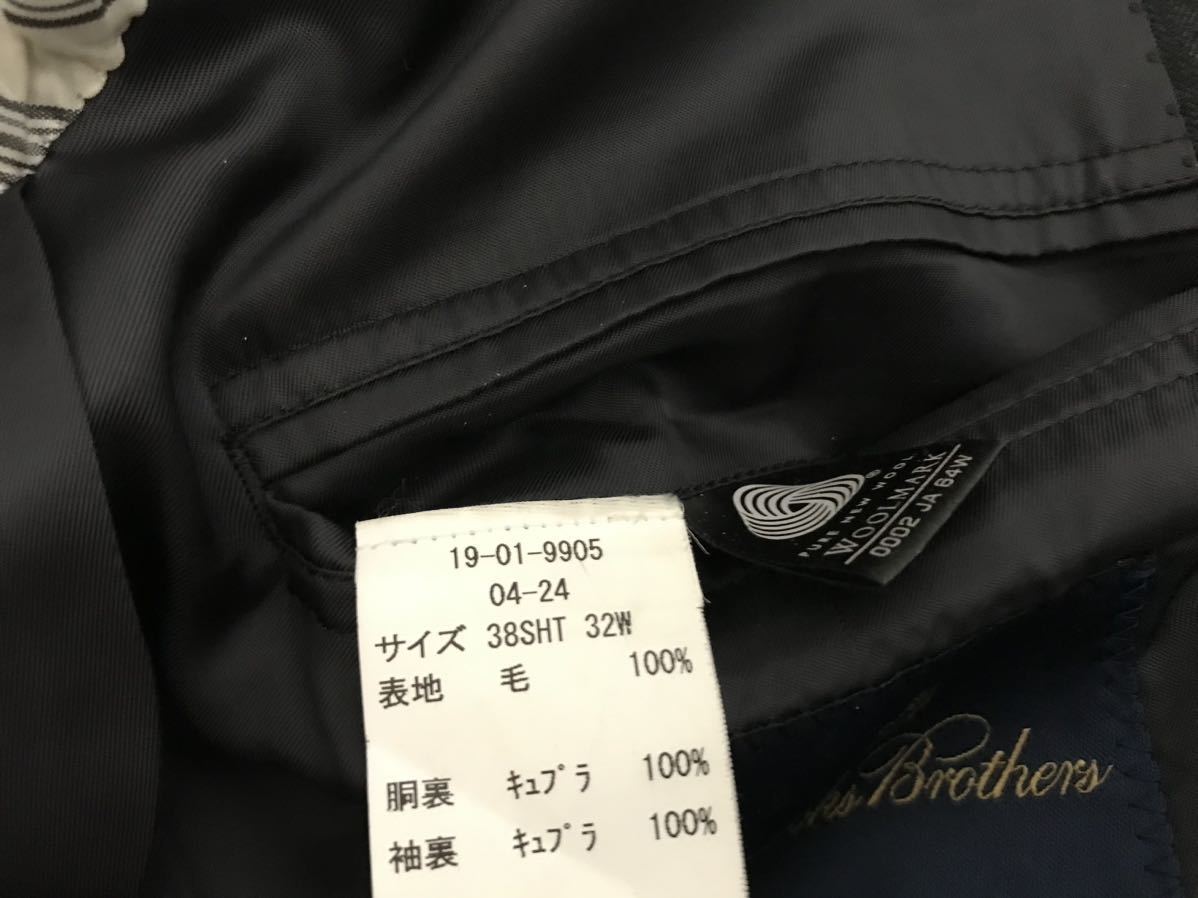 19-01-9905
04-24
サイズ 38SHT 32W
表地 毛 100%
胴裏 ｷｭﾌﾟﾗ 100%
袖裏 ｷｭﾌﾟﾗ 100%
PURE NEW WOOL
WOOLMARK
0002 JA 64W
Brothers